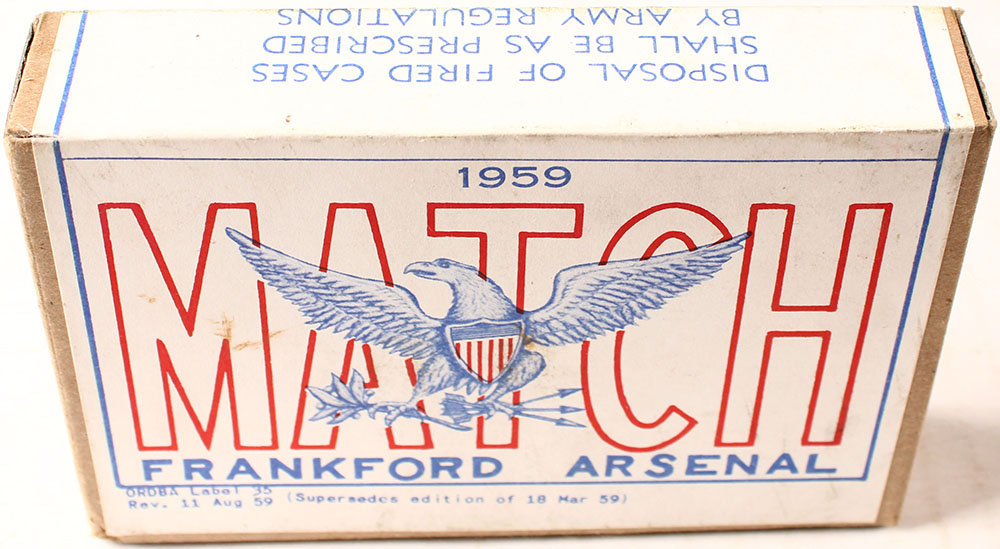 DISPOSAL OF FIRED CASES
SHALL BE AS PRESCRIBED
BY ARMY REGULATIONS
1959
MATCH
FRANKFORD ARSENAL
ORDBA Label 35
Rev. 11 Aug 59 (Supersedes edition of 18 Mar 59)